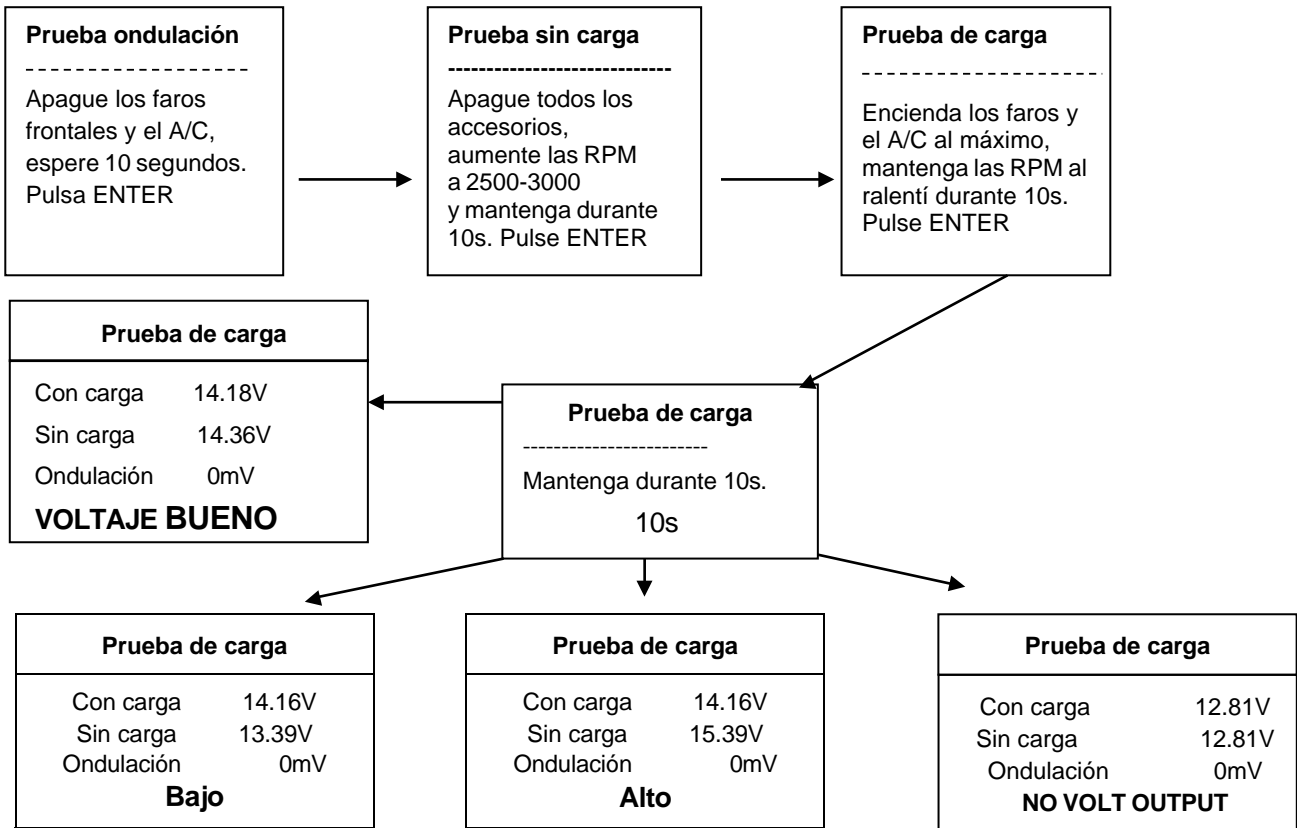 Prueba ondulación
- - - - - - - - - - - - - - - - - - -
Apague los faros
frontales y el A/C,
espere 10 segundos.
Pulsa ENTER
Prueba sin carga
-----------------------------
Apague todos los
accesorios,
aumente las RPM
a 2500-3000
y mantenga durante
10s. Pulse ENTER
Prueba de carga
- - - - - - - - - - - - - - - - - - - -
Encienda los faros y
el A/C al máximo,
mantenga las RPM al
ralentí durante 10s.
Pulse ENTER
Prueba de carga
Con carga 14.18V
Sin carga 14.36V
Ondulación 0mV
VOLTAJE BUENO
Prueba de carga
------------------------
Mantenga durante 10s.
10s
Prueba de carga
Con carga 14.16V
Sin carga 13.39V
Ondulación 0mV
Bajo
Prueba de carga
Con carga 14.16V
Sin carga 15.39V
Ondulación 0mV
Alto
Prueba de carga
Con carga 12.81V
Sin carga 12.81V
Ondulación 0mV
NO VOLT OUTPUT